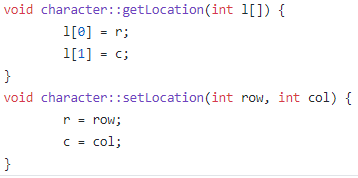 void character::getLocation(int l[]) {
        l[0] = r;
        l[1] = c;
}
void character::setLocation(int row, int col) {
        r = row;
        c = col;
}